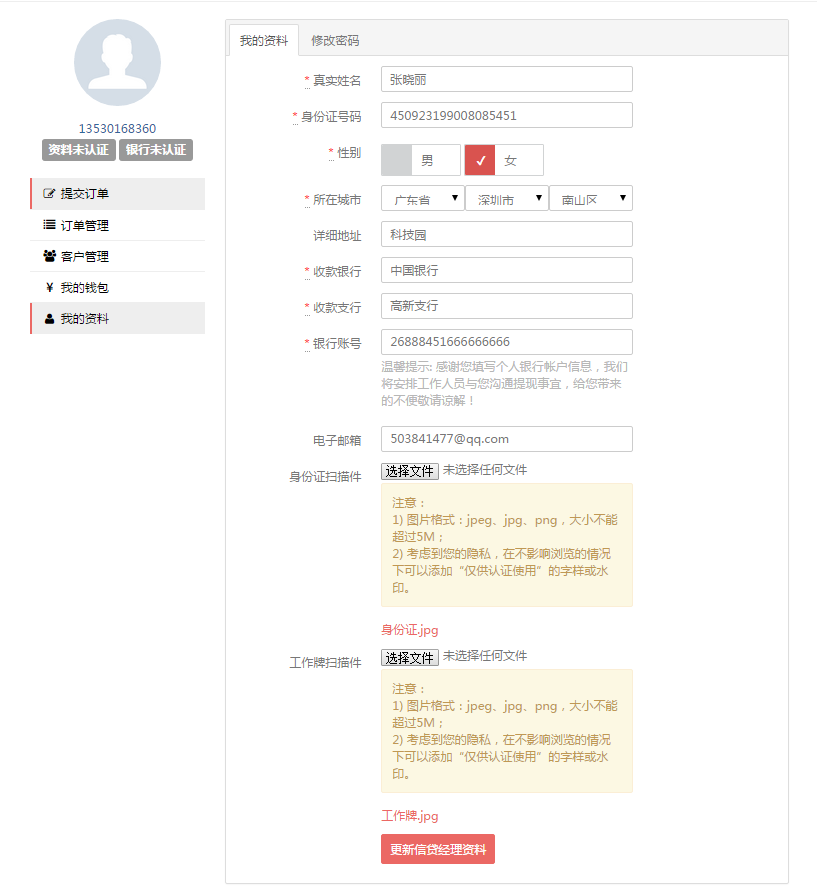 13530168360
资料未认证 银行未认证
提交订单
订单管理
客户管理
¥ 我的钱包
我的资料
我的资料 修改密码
* 真实姓名 张晓丽
* 身份证号码 450923199008085451
* 性别 男 女
* 所在城市 广东省 深圳市 南山区
详细地址 科技园
* 收款银行 中国银行
* 收款支行 高新支行
* 银行账号 26888451666666666
温馨提示: 感谢您填写个人银行帐户信息，我们
将安排工作人员与您沟通提现事宜，给您带来
的不便敬请谅解！
电子邮箱 503841477@qq.com
身份证扫描件 选择文件 未选择任何文件
注意：
1) 图片格式：jpeg、jpg、png，大小不能
超过5M；
2) 考虑到您的隐私，在不影响浏览的情况
下可以添加“仅供认证使用”的字样或水
印。
身份证.jpg
工作牌扫描件 选择文件 未选择任何文件
注意：
1) 图片格式：jpeg、jpg、png，大小不能
超过5M；
2) 考虑到您的隐私，在不影响浏览的情况
下可以添加“仅供认证使用”的字样或水
印。
工作牌.jpg
更新信贷经理资料